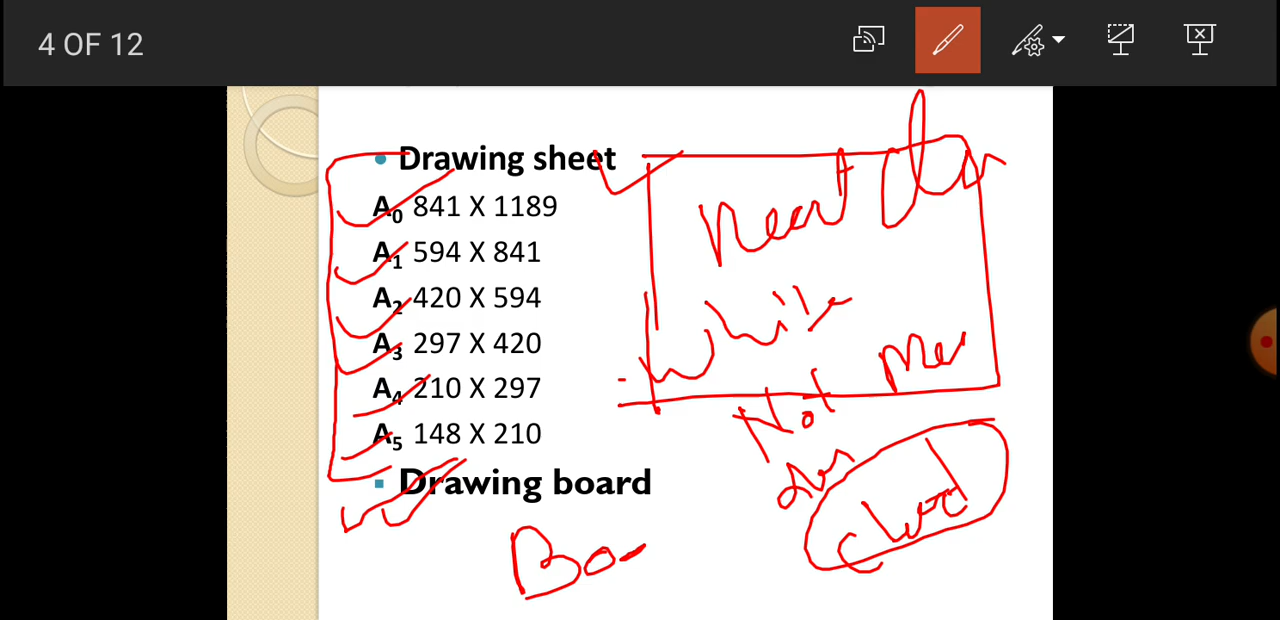 4 OF 12
Drawing sheet
A₀ 841 X 1189
A₁ 594 X 841
A₂ 420 X 594
A₃ 297 X 420
A₄ 210 X 297
A₅ 148 X 210
Drawing board
Neat
Not